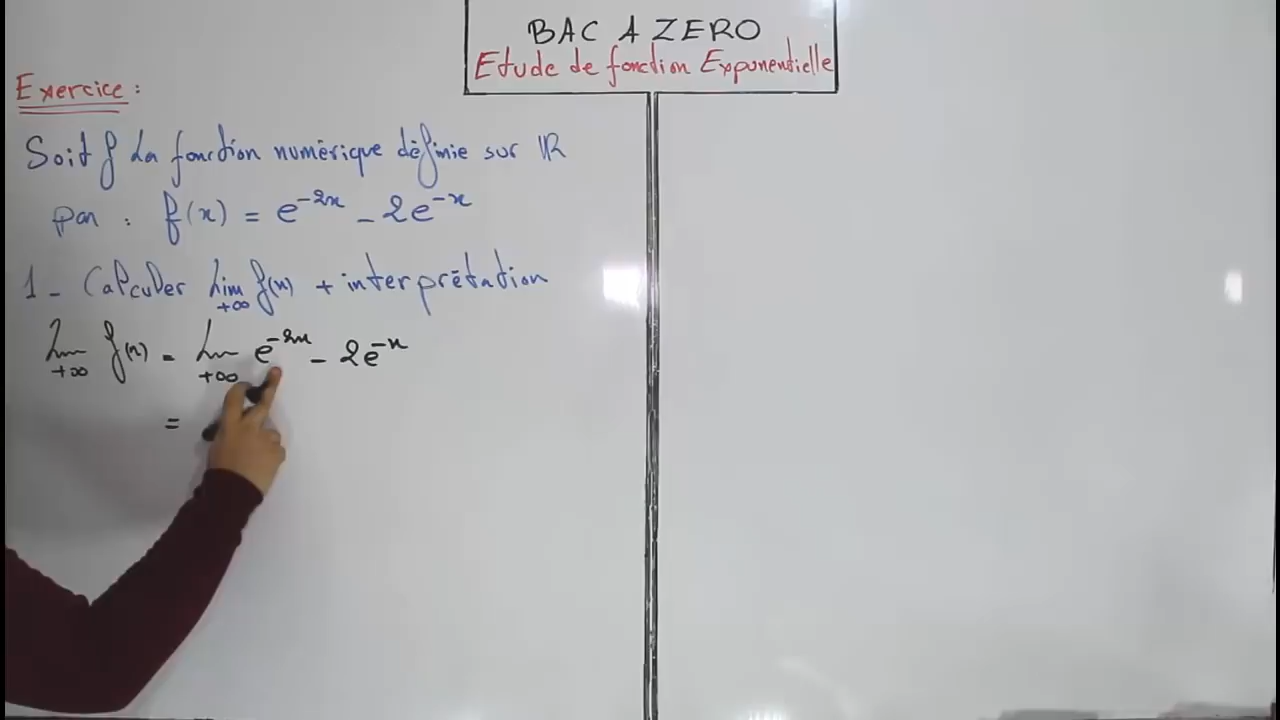 BAC A ZERO
Etude de fonction Exponentielle
Exercice :
Soit f La fonction numérique définie sur ℝ
par : f(x) = e^{-2x} - 2e^{-x}
1 - Calculer lim f(x) + interprétation
+∞
lim f(x) = lim e^{-2x} - 2e^{-x}
+∞ +∞
=